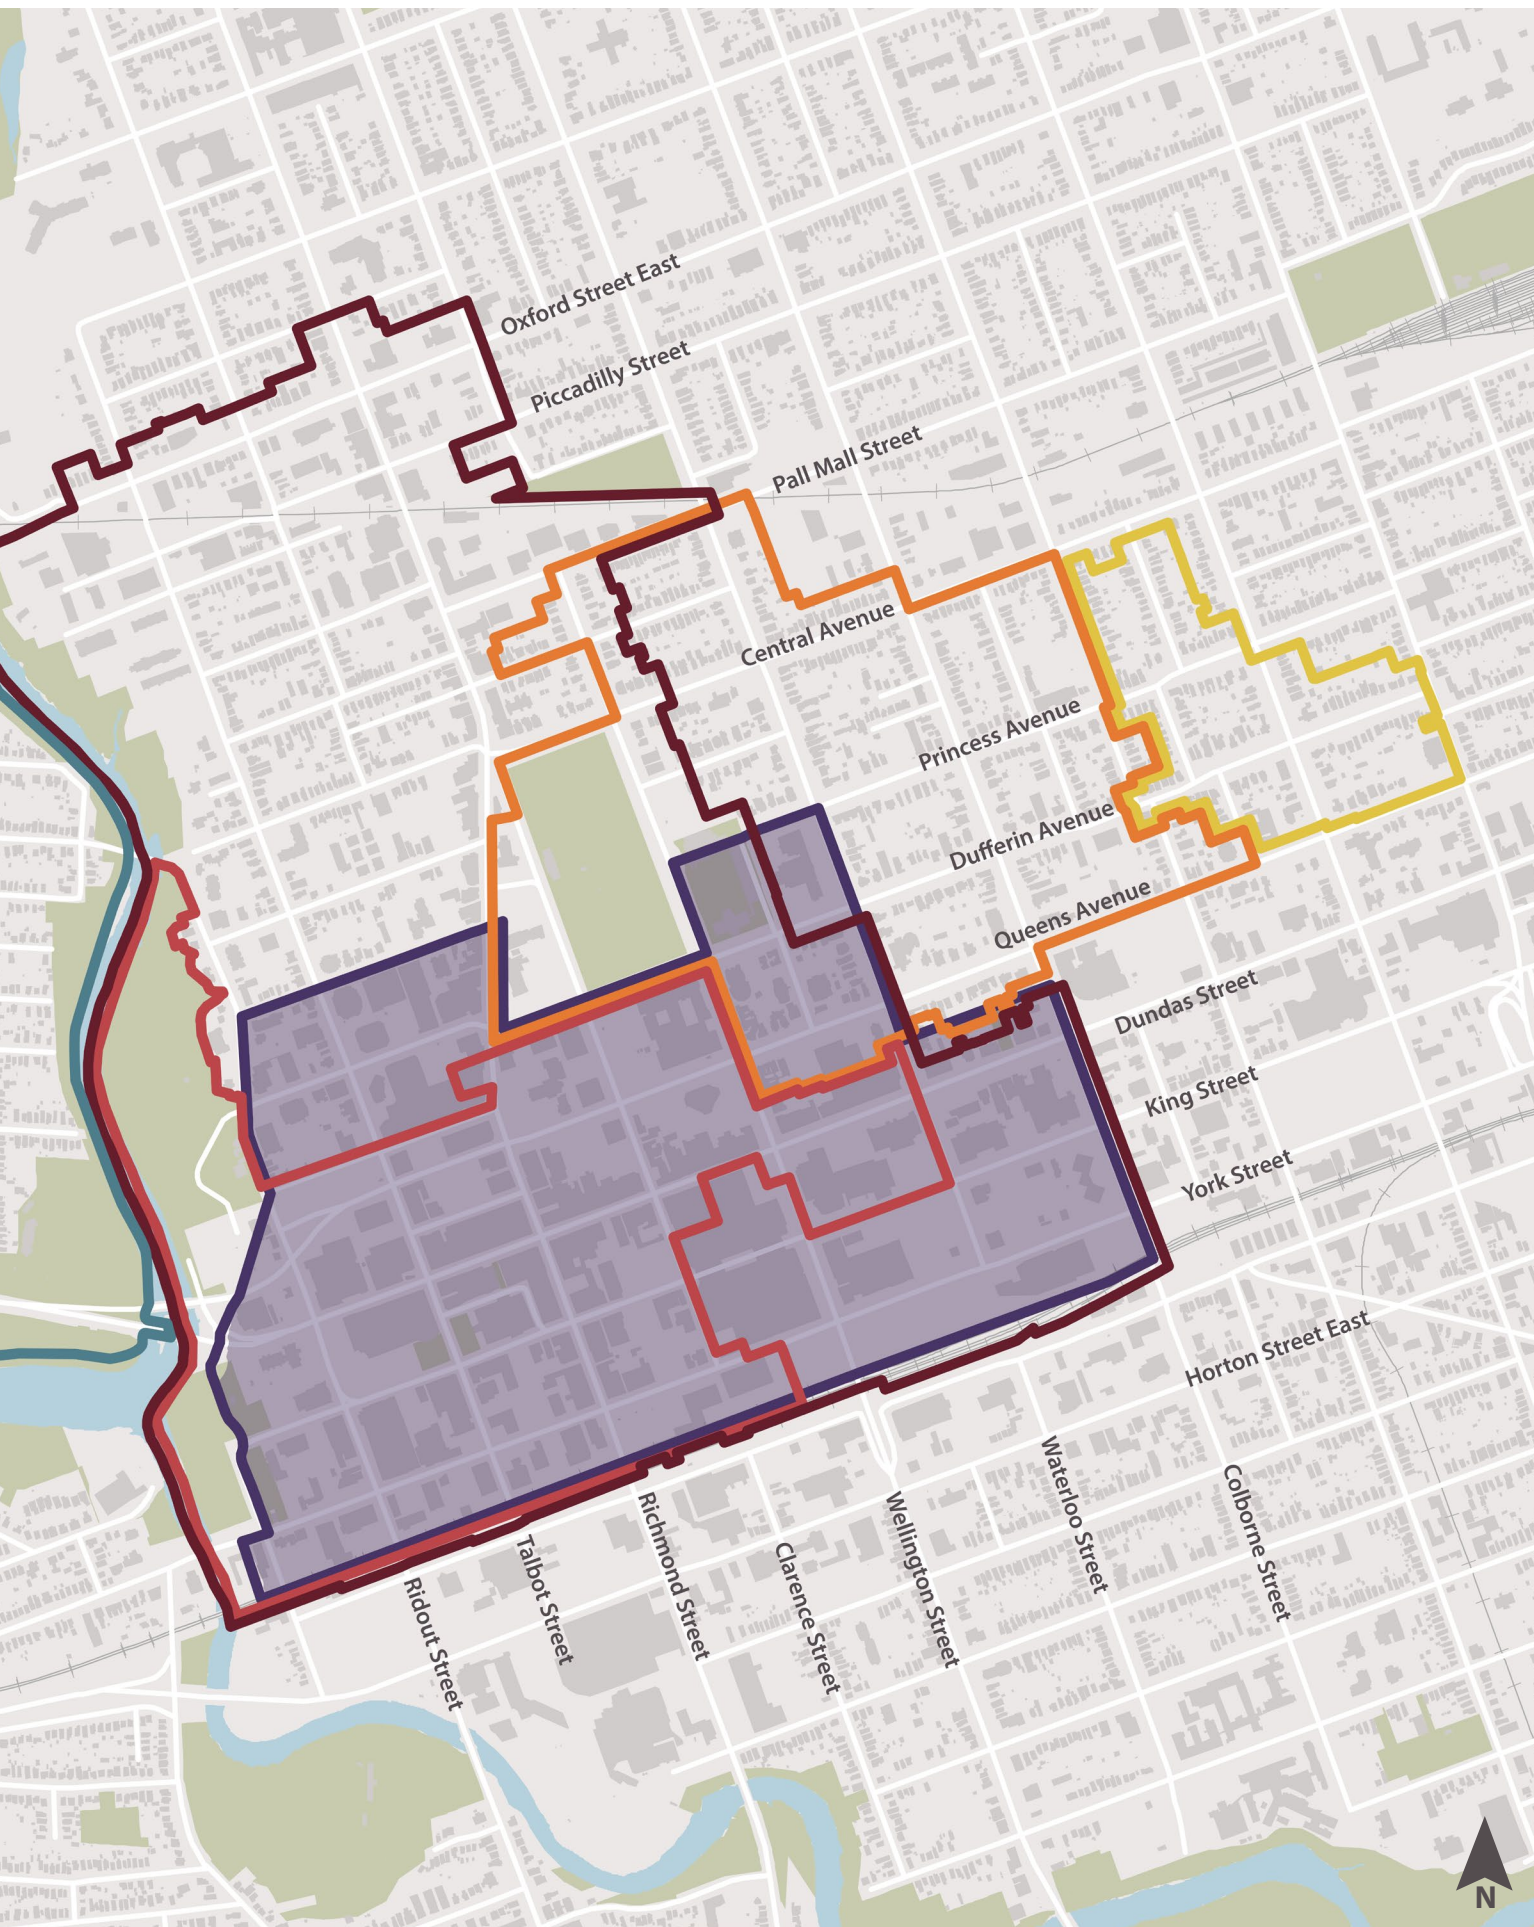 Oxford Street East
Piccadilly Street
Pall Mall Street
Central Avenue
Princess Avenue
Dufferin Avenue
Queens Avenue
Dundas Street
King Street
York Street
Horton Street East
Ridout Street
Talbot Street
Richmond Street
Clarence Street
Wellington Street
Waterloo Street
Colborne Street
N